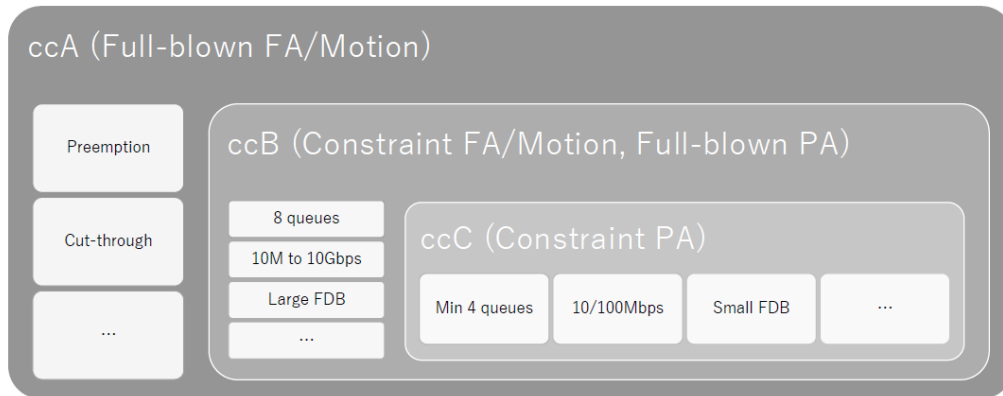 ccA (Full-blown FA/Motion)
Preemption
Cut-through
...
ccB (Constraint FA/Motion, Full-blown PA)
8 queues
10M to 10Gbps
Large FDB
...
ccC (Constraint PA)
Min 4 queues
10/100Mbps
Small FDB
...